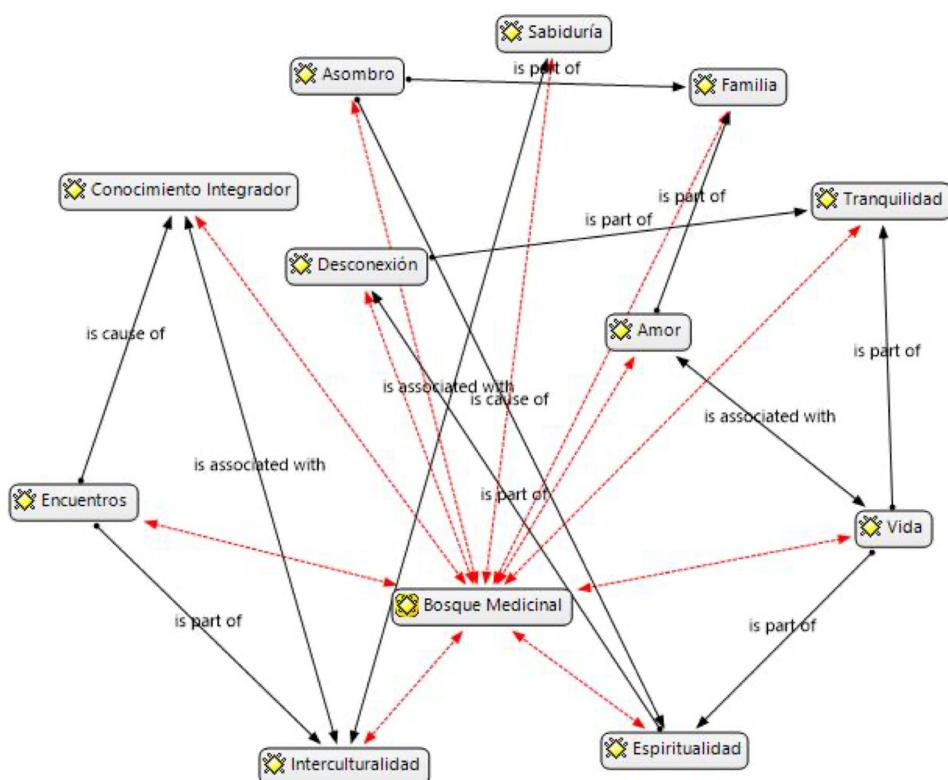 Sabiduría
Asombro
is part of
Familia
Conocimiento Integrador
is part of
Tranquilidad
is part of
Desconexión
Amor
is cause of
is part of
is associated with
is cause of
is associated with
is associated with
Encuentros
is part of
Vida
Bosque Medicinal
is part of
is part of
Interculturalidad
Espiritualidad